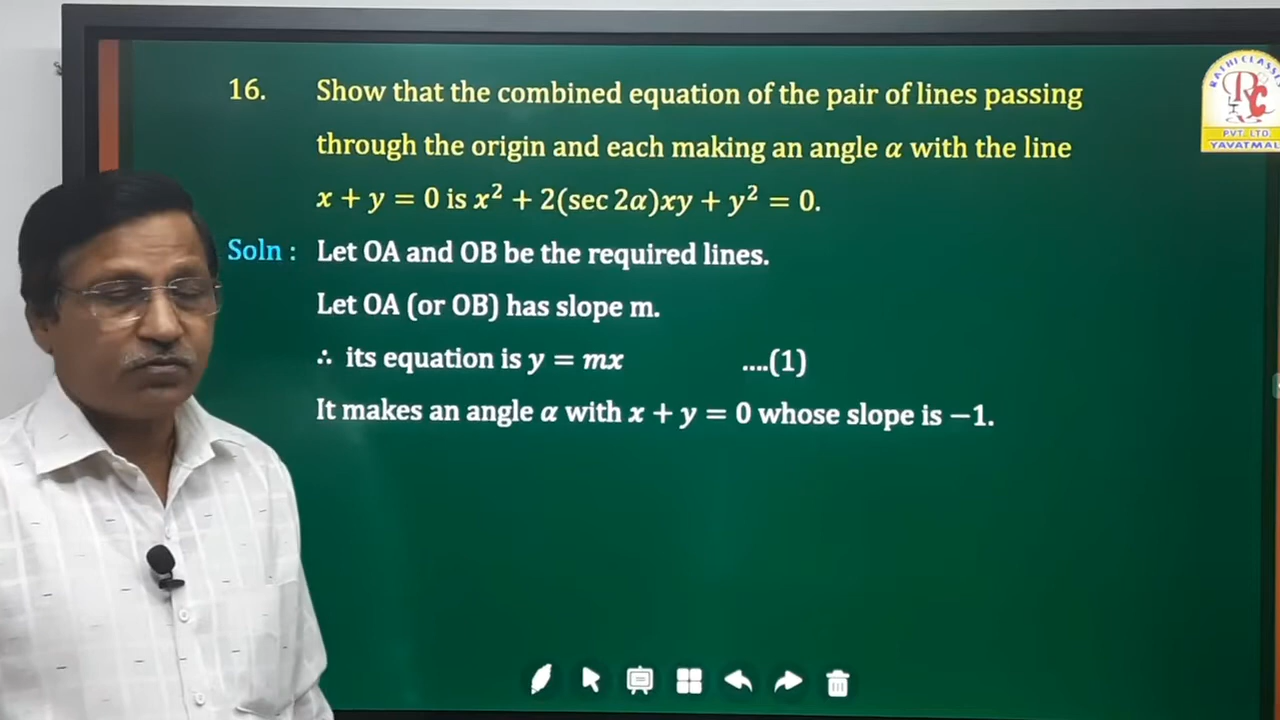 16. Show that the combined equation of the pair of lines passing
through the origin and each making an angle α with the line
x + y = 0 is x² + 2(sec 2α)xy + y² = 0.
Soln : Let OA and OB be the required lines.
Let OA (or OB) has slope m.
∴ its equation is y = mx ....(1)
It makes an angle α with x + y = 0 whose slope is −1.
RATHI CLASSES
PVT. LTD.
YAVATMAL